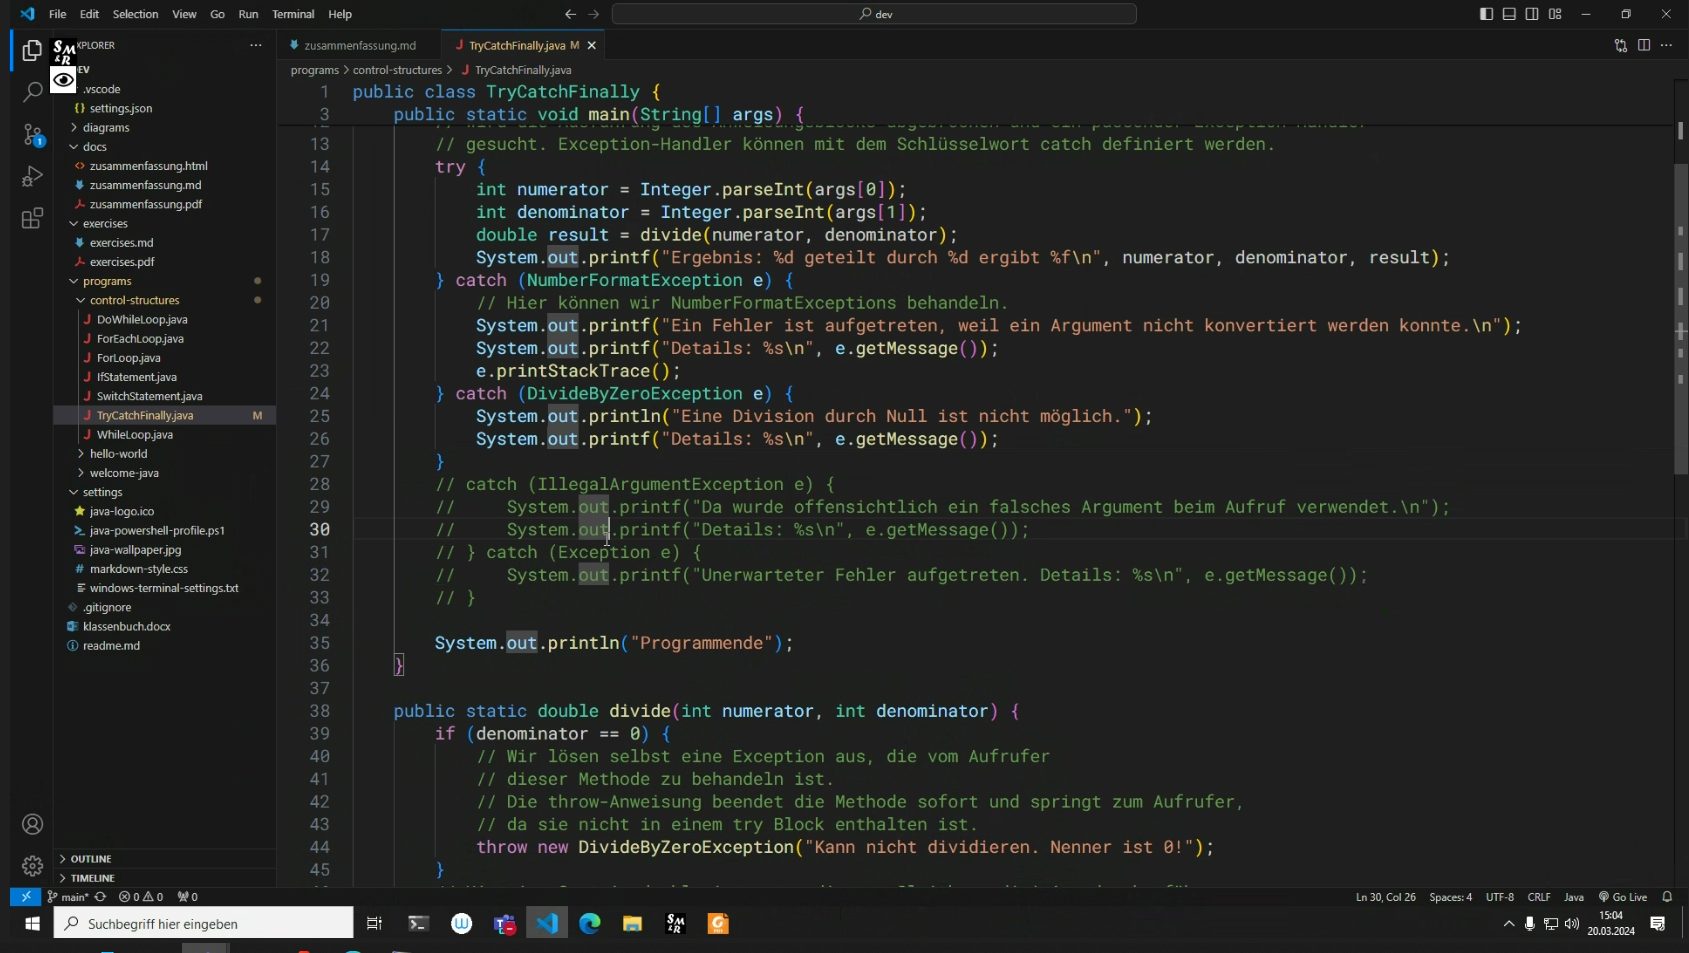 File Edit Selection View Go Run Terminal Help
dev
EXPLORER
zusammenfassung.md
TryCatchFinally.java M
programs > control-structures > TryCatchFinally.java
SM&R
DEV
.vscode
settings.json
diagrams
docs
zusammenfassung.html
zusammenfassung.md
zusammenfassung.pdf
exercises
exercises.md
exercises.pdf
programs
control-structures
DoWhileLoop.java
ForEachLoop.java
ForLoop.java
IfStatement.java
SwitchStatement.java
TryCatchFinally.java M
WhileLoop.java
hello-world
welcome-java
settings
java-logo.ico
java-powershell-profile.ps1
java-wallpaper.jpg
markdown-style.css
windows-terminal-settings.txt
.gitignore
klassenbuch.docx
readme.md
OUTLINE
TIMELINE
1 public class TryCatchFinally {
3 public static void main(String[] args) {
13 // gesucht. Exception-Handler können mit dem Schlüsselwort catch definiert werden.
14 try {
15 int numerator = Integer.parseInt(args[0]);
16 int denominator = Integer.parseInt(args[1]);
17 double result = divide(numerator, denominator);
18 System.out.printf("Ergebnis: %d geteilt durch %d ergibt %f\n", numerator, denominator, result);
19 } catch (NumberFormatException e) {
20 // Hier können wir NumberFormatExceptions behandeln.
21 System.out.printf("Ein Fehler ist aufgetreten, weil ein Argument nicht konvertiert werden konnte.\n");
22 System.out.printf("Details: %s\n", e.getMessage());
23 e.printStackTrace();
24 } catch (DivideByZeroException e) {
25 System.out.println("Eine Division durch Null ist nicht möglich.");
26 System.out.printf("Details: %s\n", e.getMessage());
27 }
28 // catch (IllegalArgumentException e) {
29 // System.out.printf("Da wurde offensichtlich ein falsches Argument beim Aufruf verwendet.\n");
30 // System.out.printf("Details: %s\n", e.getMessage());
31 // } catch (Exception e) {
32 // System.out.printf("Unerwarteter Fehler aufgetreten. Details: %s\n", e.getMessage());
33 // }
34
35 System.out.println("Programmende");
36 }
37
38 public static double divide(int numerator, int denominator) {
39 if (denominator == 0) {
40 // Wir lösen selbst eine Exception aus, die vom Aufrufer
41 // dieser Methode zu behandeln ist.
42 // Die throw-Anweisung beendet die Methode sofort und springt zum Aufrufer,
43 // da sie nicht in einem try Block enthalten ist.
44 throw new DivideByZeroException("Kann nicht dividieren. Nenner ist 0!");
45 }
main* 0 0 0
Ln 30, Col 26 Spaces: 4 UTF-8 CRLF Java Go Live
Suchbegriff hier eingeben
15:04
20.03.2024